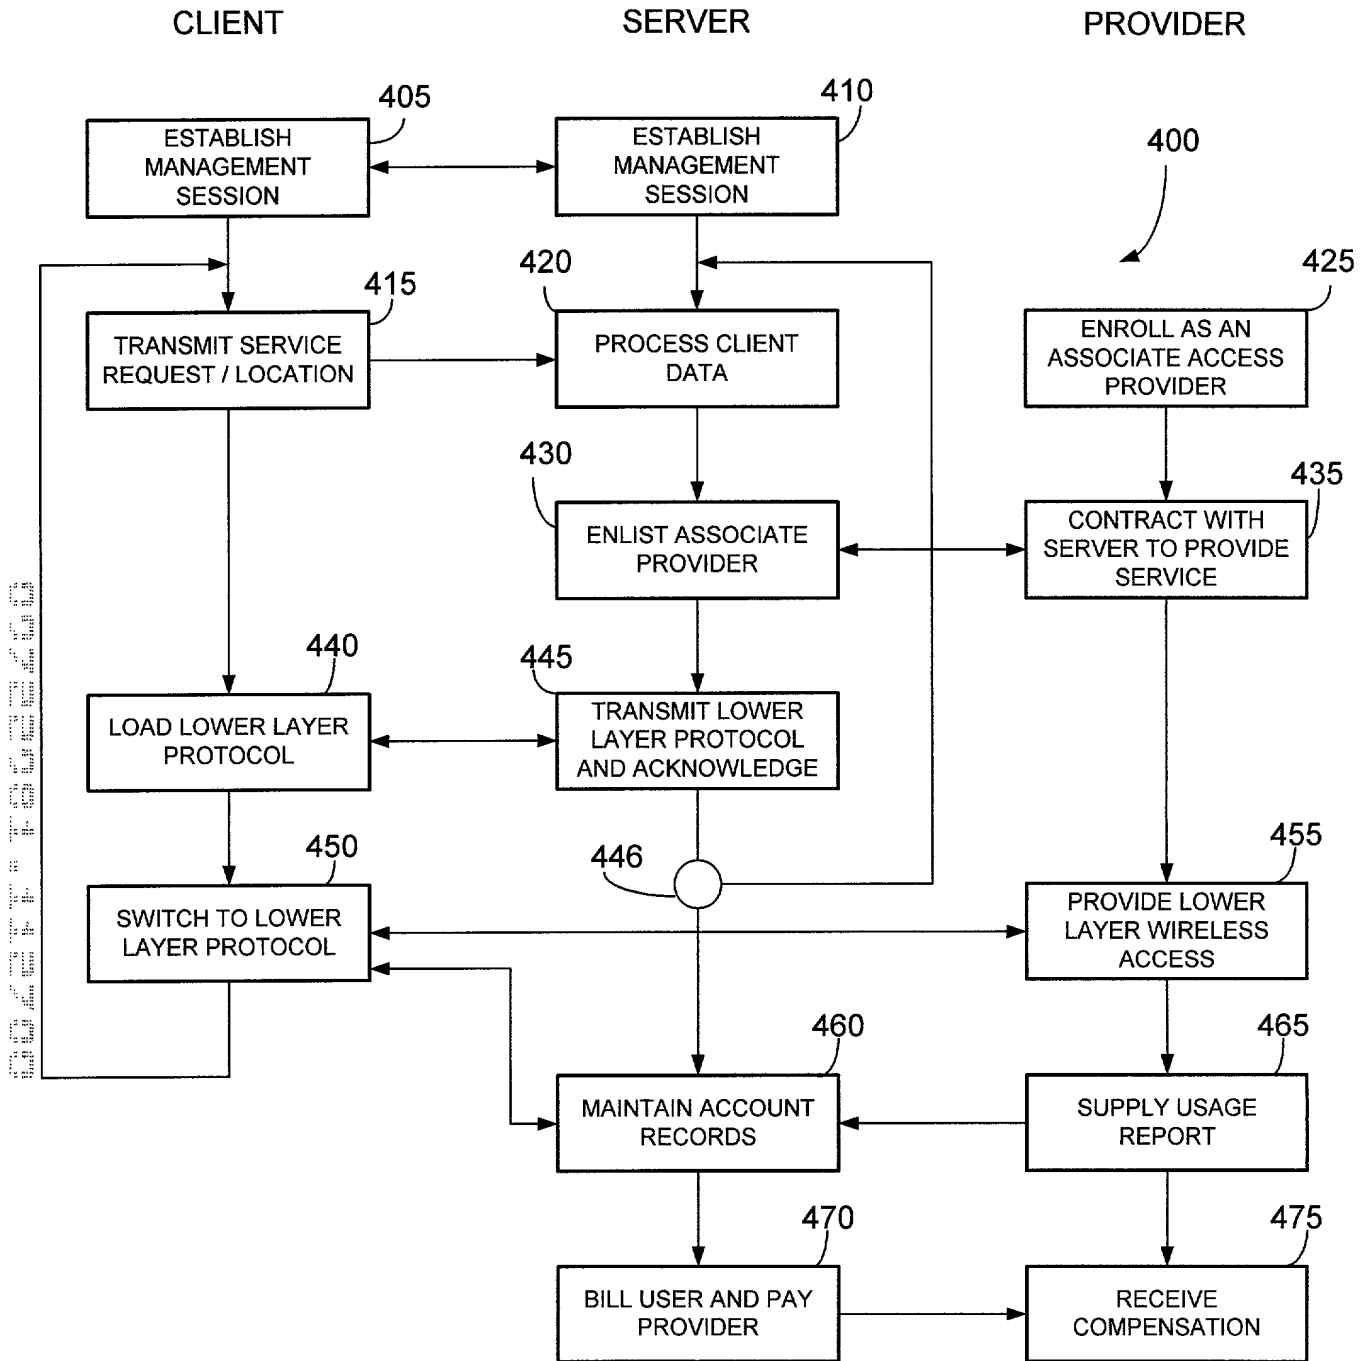 CLIENT
SERVER
PROVIDER
405
ESTABLISH
MANAGEMENT
SESSION
410
ESTABLISH
MANAGEMENT
SESSION
400
415
TRANSMIT SERVICE
REQUEST / LOCATION
420
PROCESS CLIENT
DATA
425
ENROLL AS AN
ASSOCIATE ACCESS
PROVIDER
430
ENLIST ASSOCIATE
PROVIDER
435
CONTRACT WITH
SERVER TO PROVIDE
SERVICE
440
LOAD LOWER LAYER
PROTOCOL
445
TRANSMIT LOWER
LAYER PROTOCOL
AND ACKNOWLEDGE
446
450
SWITCH TO LOWER
LAYER PROTOCOL
455
PROVIDE LOWER
LAYER WIRELESS
ACCESS
460
MAINTAIN ACCOUNT
RECORDS
465
SUPPLY USAGE
REPORT
470
BILL USER AND PAY
PROVIDER
475
RECEIVE
COMPENSATION